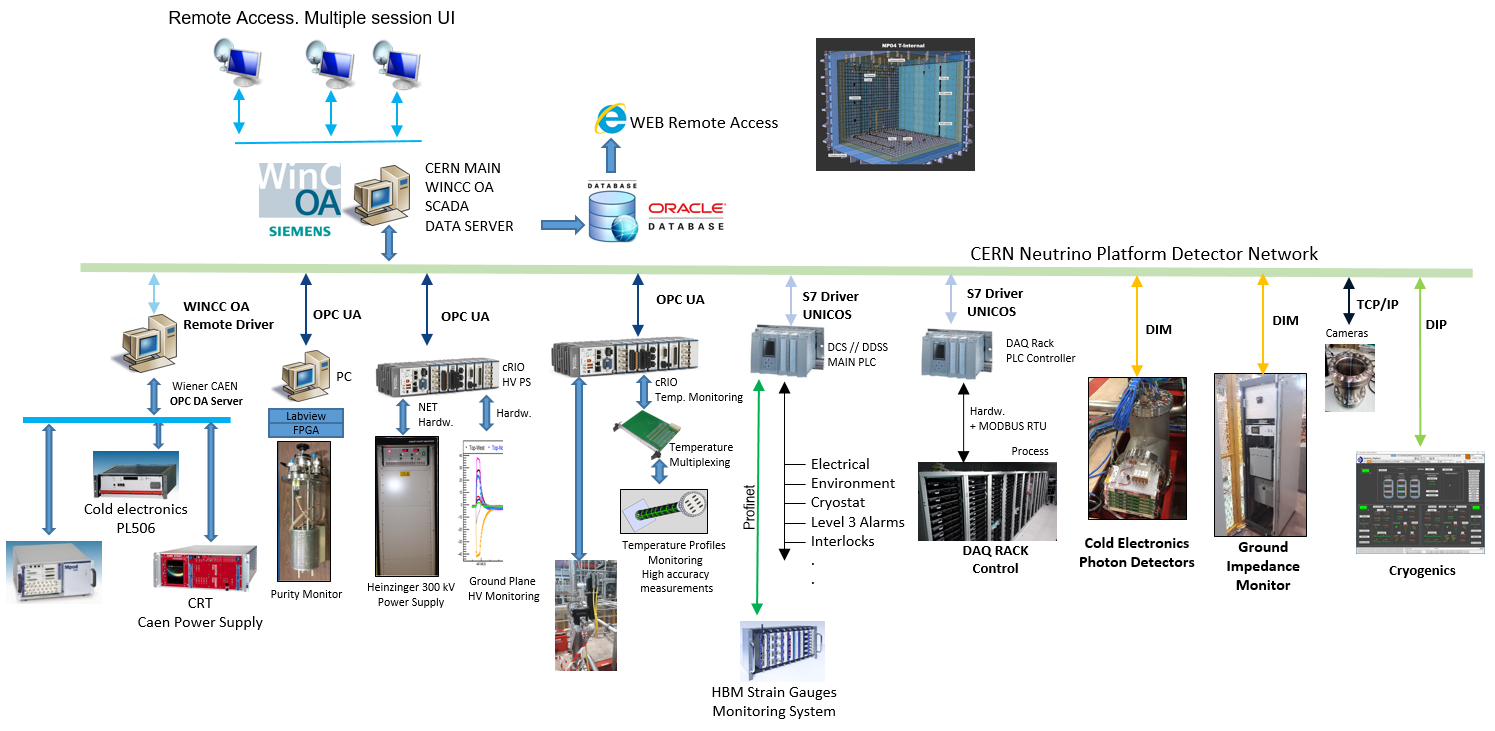 Remote Access. Multiple session UI
NP04 T-Internal
WEB Remote Access
WinC
OA
SIEMENS
CERN MAIN
WINCC OA
SCADA
DATA SERVER
DATABASE
ORACLE
DATABASE
CERN Neutrino Platform Detector Network
WINCC OA
Remote Driver
OPC UA
OPC UA
OPC UA
S7 Driver
UNICOS
S7 Driver
UNICOS
DIM
DIM
TCP/IP
DIP
Cameras
Wiener CAEN
OPC DA Server
PC
Labview
FPGA
cRIO
HV PS
NET
Hardw.
Hardw.
cRIO
Temp. Monitoring
Temperature
Multiplexing
DCS // DDSS
MAIN PLC
DAQ Rack
PLC Controller
Hardw.
+ MODBUS RTU
Process
Profinet
Electrical
Environment
Cryostat
Level 3 Alarms
Interlocks
.
.
Cold electronics
PL506
Mpod
CRT
Caen Power Supply
Purity Monitor
Heinzinger 300 kV
Power Supply
Top-West
Ground Plane
HV Monitoring
Temperature Profiles
Monitoring
High accuracy
measurements
HBM Strain Gauges
Monitoring System
DAQ RACK
Control
Cold Electronics
Photon Detectors
Ground
Impedance
Monitor
Cryogenics